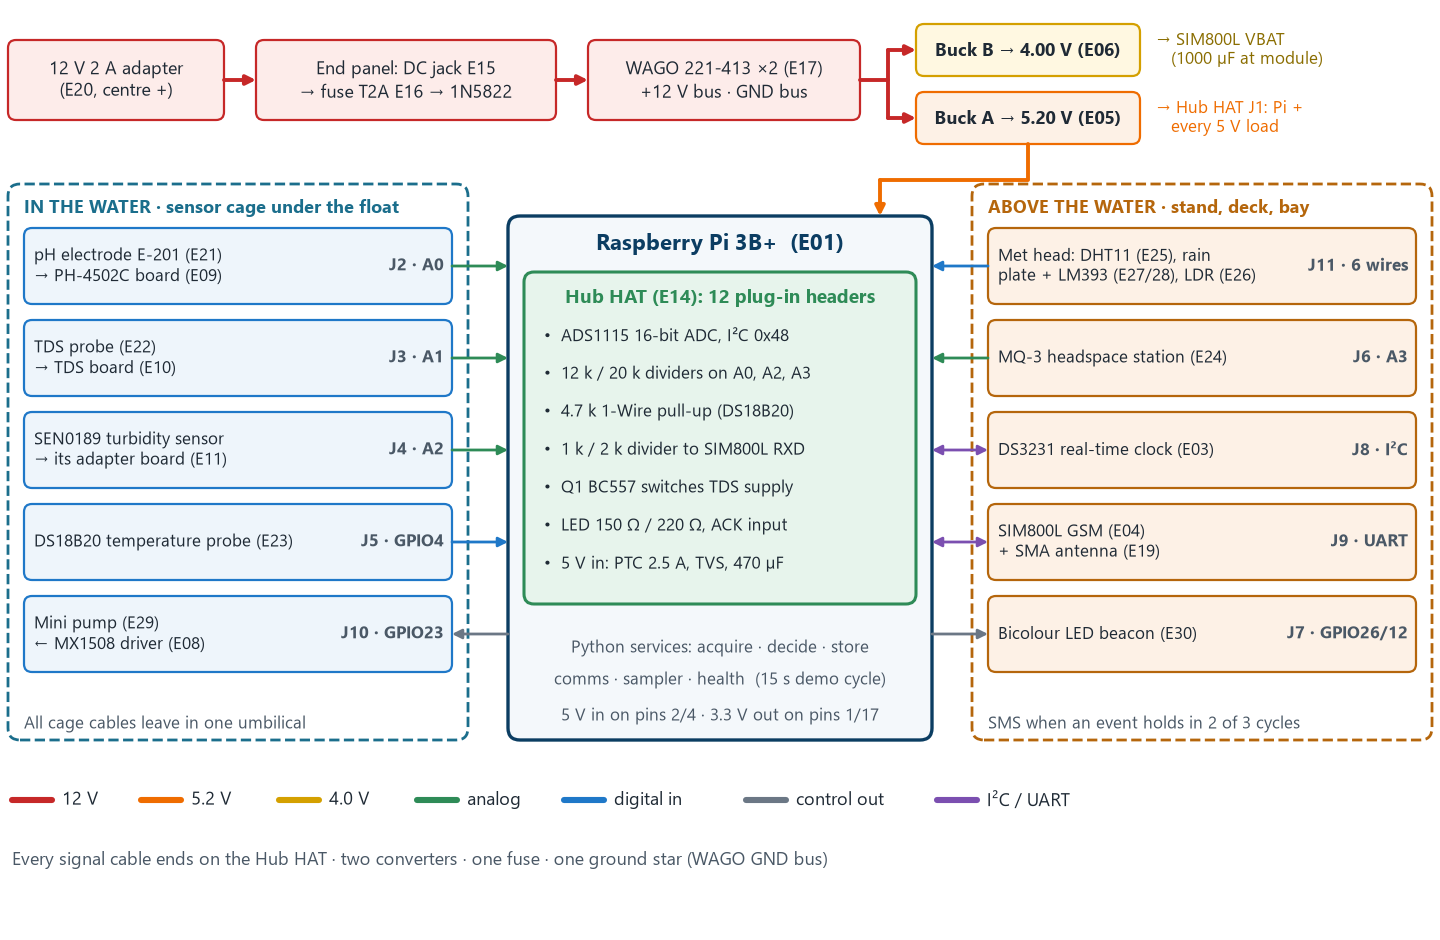 12 V 2 A adapter
(E20, centre +)
End panel: DC jack E15
→ fuse T2A E16 → 1N5822
WAGO 221-413 ×2 (E17)
+12 V bus · GND bus
Buck B → 4.00 V (E06)
→ SIM800L VBAT
(1000 µF at module)
Buck A → 5.20 V (E05)
→ Hub HAT J1: Pi +
every 5 V load
IN THE WATER · sensor cage under the float
pH electrode E-201 (E21)
→ PH-4502C board (E09)
J2 · A0
TDS probe (E22)
→ TDS board (E10)
J3 · A1
SEN0189 turbidity sensor
→ its adapter board (E11)
J4 · A2
DS18B20 temperature probe (E23)
J5 · GPIO4
Mini pump (E29)
← MX1508 driver (E08)
J10 · GPIO23
All cage cables leave in one umbilical
Raspberry Pi 3B+ (E01)
Hub HAT (E14): 12 plug-in headers
• ADS1115 16-bit ADC, I²C 0x48
• 12 k / 20 k dividers on A0, A2, A3
• 4.7 k 1-Wire pull-up (DS18B20)
• 1 k / 2 k divider to SIM800L RXD
• Q1 BC557 switches TDS supply
• LED 150 Ω / 220 Ω, ACK input
• 5 V in: PTC 2.5 A, TVS, 470 µF
Python services: acquire · decide · store
comms · sampler · health (15 s demo cycle)
5 V in on pins 2/4 · 3.3 V out on pins 1/17
ABOVE THE WATER · stand, deck, bay
Met head: DHT11 (E25), rain
plate + LM393 (E27/28), LDR (E26)
J11 · 6 wires
MQ-3 headspace station (E24)
J6 · A3
DS3231 real-time clock (E03)
J8 · I²C
SIM800L GSM (E04)
+ SMA antenna (E19)
J9 · UART
Bicolour LED beacon (E30)
J7 · GPIO26/12
SMS when an event holds in 2 of 3 cycles
12 V
5.2 V
4.0 V
analog
digital in
control out
I²C / UART
Every signal cable ends on the Hub HAT · two converters · one fuse · one ground star (WAGO GND bus)